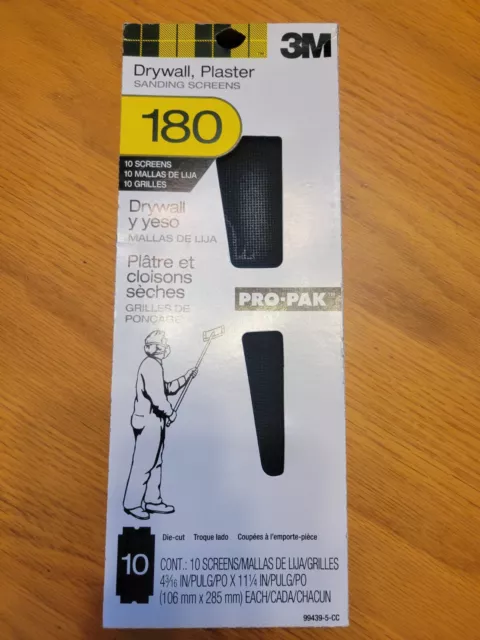 3M
Drywall, Plaster
SANDING SCREENS
180
10 SCREENS
10 MALLAS DE LIJA
10 GRILLES
Drywall
y yeso
MALLAS DE LIJA
Plâtre et
cloisons
sèches
GRILLES DE
PONÇAGE
PRO-PAK™
Die-cut Troque lado Coupées à l'emporte-pièce
10
CONT.: 10 SCREENS/MALLAS DE LIJA/GRILLES
4 3/16 IN/PULG/PO X 11 1/4 IN/PULG/PO
(106 mm x 285 mm) EACH/CADA/CHACUN
99439-5-CC